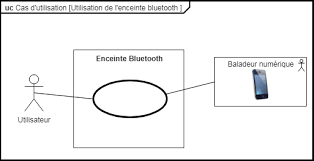 uc Cas d'utilisation [Utilisation de l'enceinte bluetooth ]
Enceinte Bluetooth
Baladeur numérique
Utilisateur